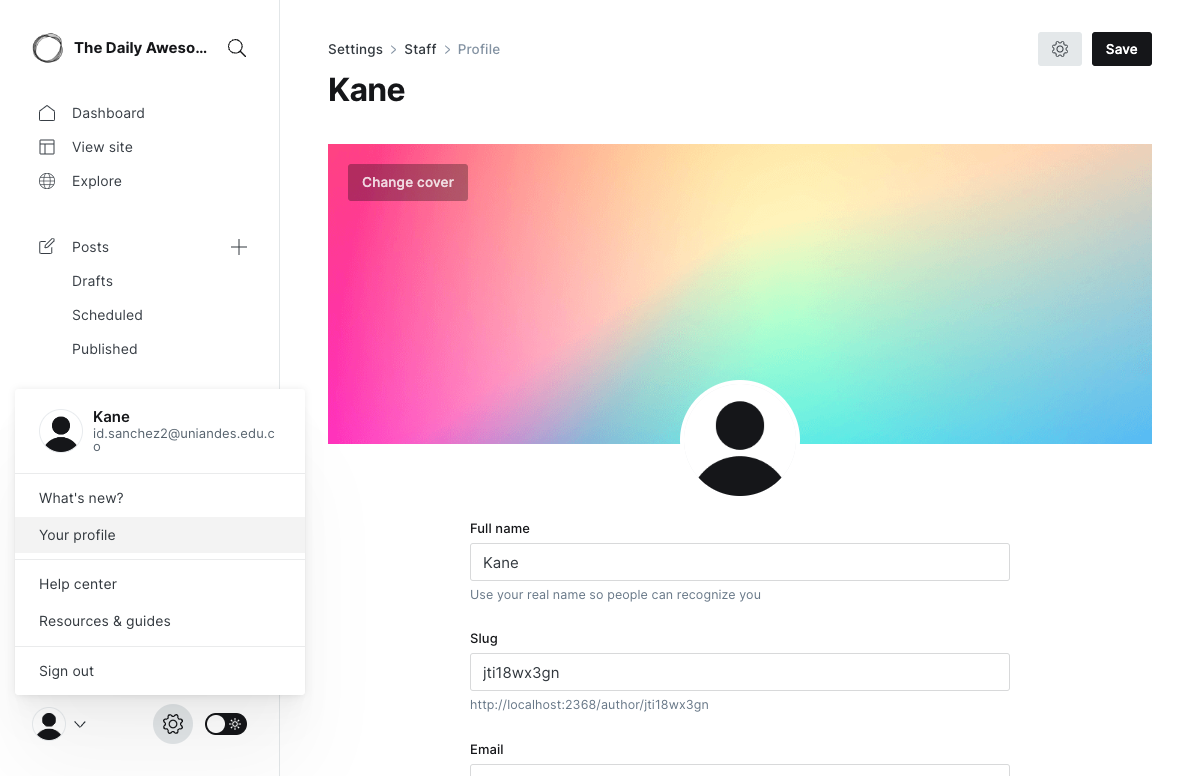 The Daily Aweso...
Dashboard
View site
Explore
Posts
Drafts
Scheduled
Published
Kane
id.sanchez2@uniandes.edu.c
o
What's new?
Your profile
Help center
Resources & guides
Sign out
Settings > Staff > Profile
Save
Kane
Change cover
Full name
Kane
Use your real name so people can recognize you
Slug
jti18wx3gn
http://localhost:2368/author/jti18wx3gn
Email